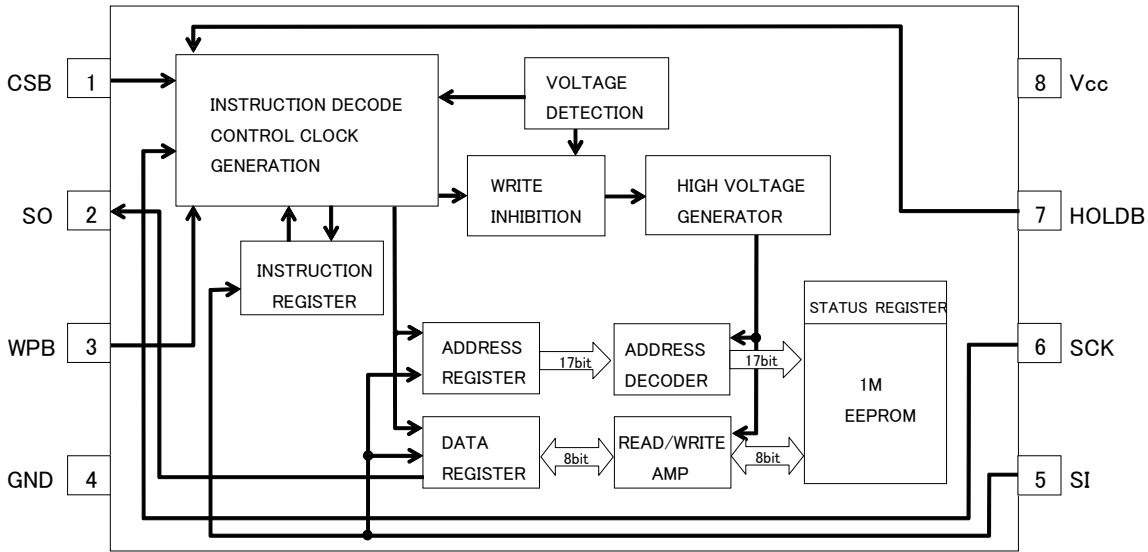 CSB
1
SO
2
WPB
3
GND
4
INSTRUCTION DECODE
CONTROL CLOCK
GENERATION
VOLTAGE
DETECTION
WRITE
INHIBITION
HIGH VOLTAGE
GENERATOR
INSTRUCTION
REGISTER
ADDRESS
REGISTER
17bit
ADDRESS
DECODER
17bit
STATUS REGISTER
1M
EEPROM
DATA
REGISTER
8bit
READ/WRITE
AMP
8bit
8
Vcc
7
HOLDB
6
SCK
5
SI